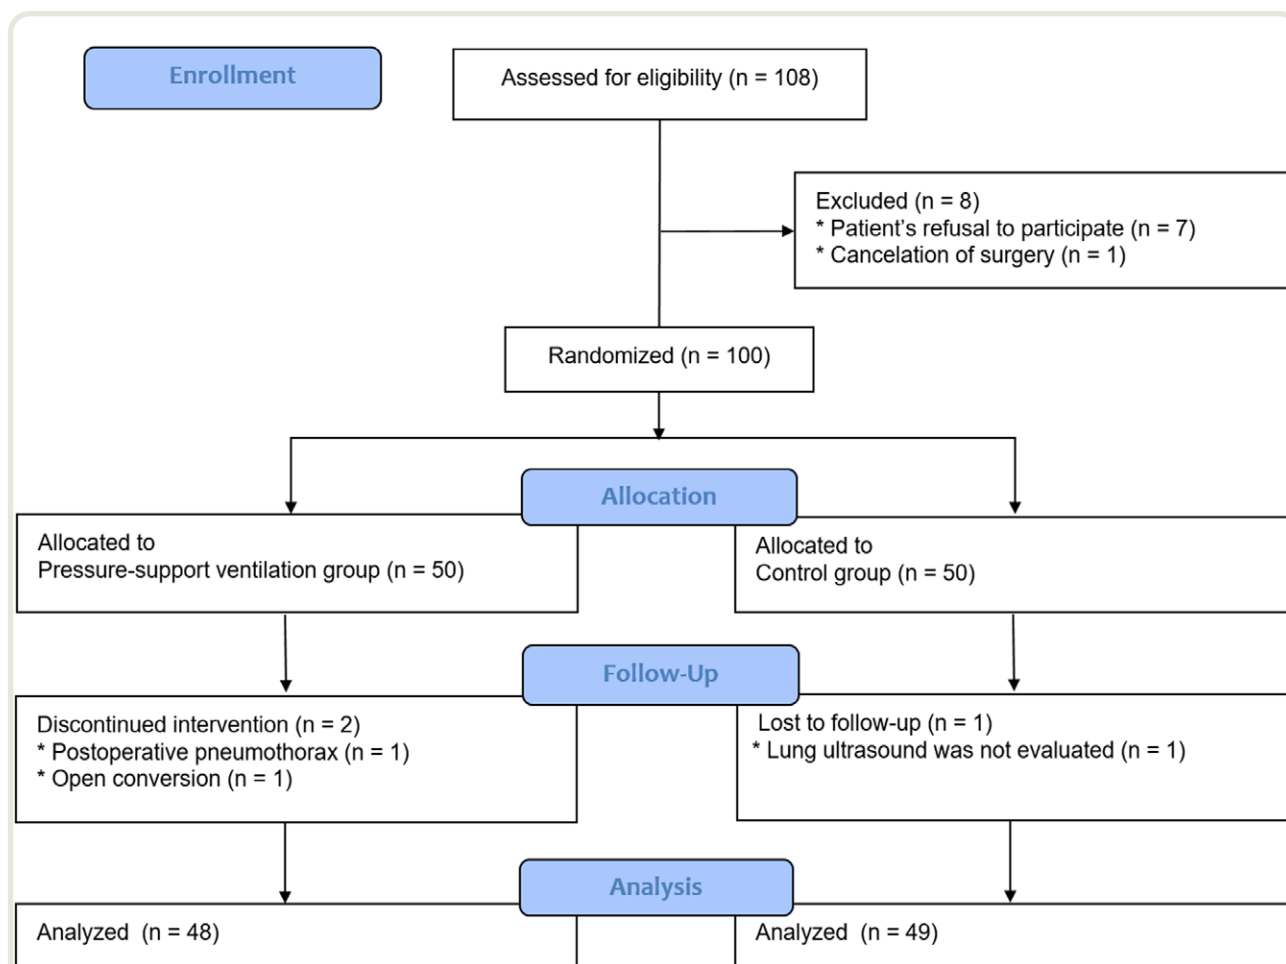 Enrollment
Assessed for eligibility (n = 108)
Excluded (n = 8)
* Patient's refusal to participate (n = 7)
* Cancelation of surgery (n = 1)
Randomized (n = 100)
Allocation
Allocated to
Pressure-support ventilation group (n = 50)
Allocated to
Control group (n = 50)
Follow-Up
Discontinued intervention (n = 2)
* Postoperative pneumothorax (n = 1)
* Open conversion (n = 1)
Lost to follow-up (n = 1)
* Lung ultrasound was not evaluated (n = 1)
Analysis
Analyzed (n = 48)
Analyzed (n = 49)